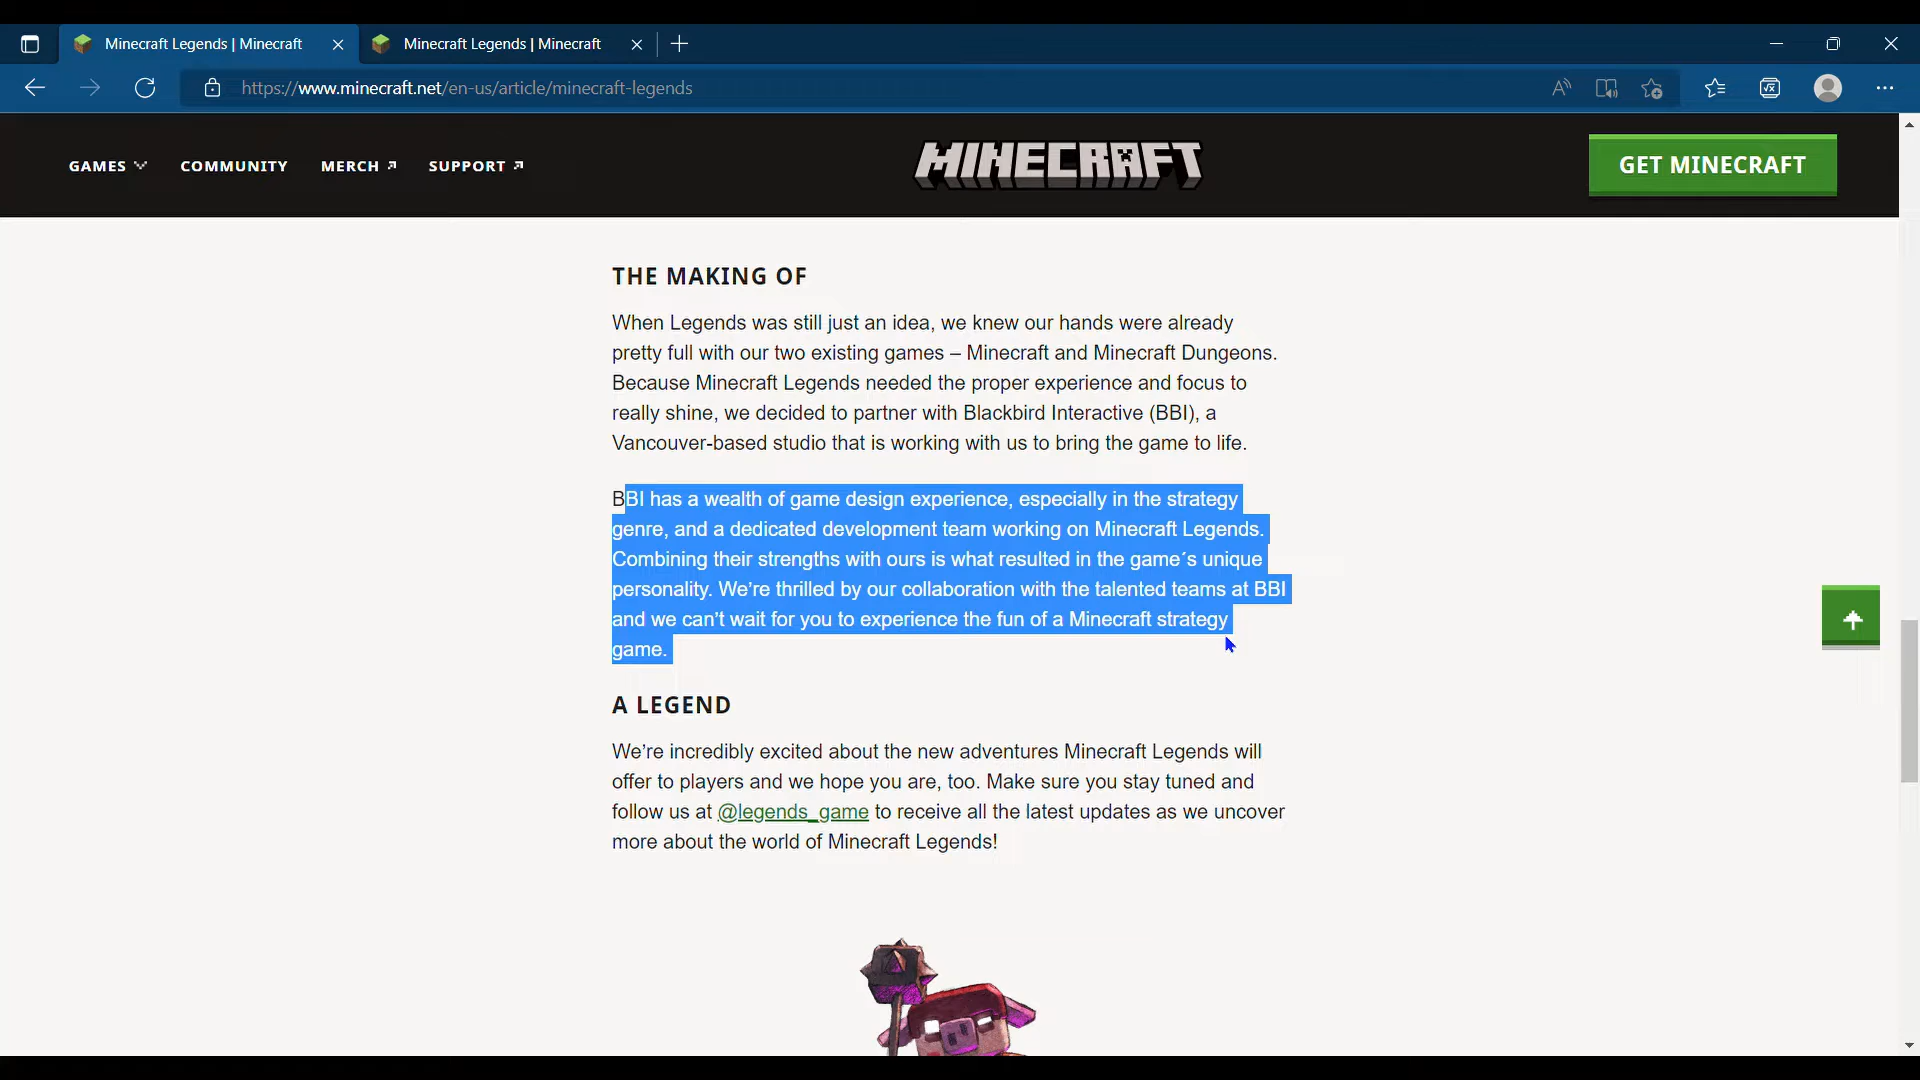 Minecraft Legends | Minecraft
Minecraft Legends | Minecraft
https://www.minecraft.net/en-us/article/minecraft-legends
GAMES
COMMUNITY
MERCH
SUPPORT
MINECRAFT
GET MINECRAFT
THE MAKING OF
When Legends was still just an idea, we knew our hands were already
pretty full with our two existing games – Minecraft and Minecraft Dungeons.
Because Minecraft Legends needed the proper experience and focus to
really shine, we decided to partner with Blackbird Interactive (BBI), a
Vancouver-based studio that is working with us to bring the game to life.
BBI has a wealth of game design experience, especially in the strategy
genre, and a dedicated development team working on Minecraft Legends.
Combining their strengths with ours is what resulted in the game´s unique
personality. We’re thrilled by our collaboration with the talented teams at BBI
and we can’t wait for you to experience the fun of a Minecraft strategy
game.
A LEGEND
We’re incredibly excited about the new adventures Minecraft Legends will
offer to players and we hope you are, too. Make sure you stay tuned and
follow us at @legends_game to receive all the latest updates as we uncover
more about the world of Minecraft Legends!